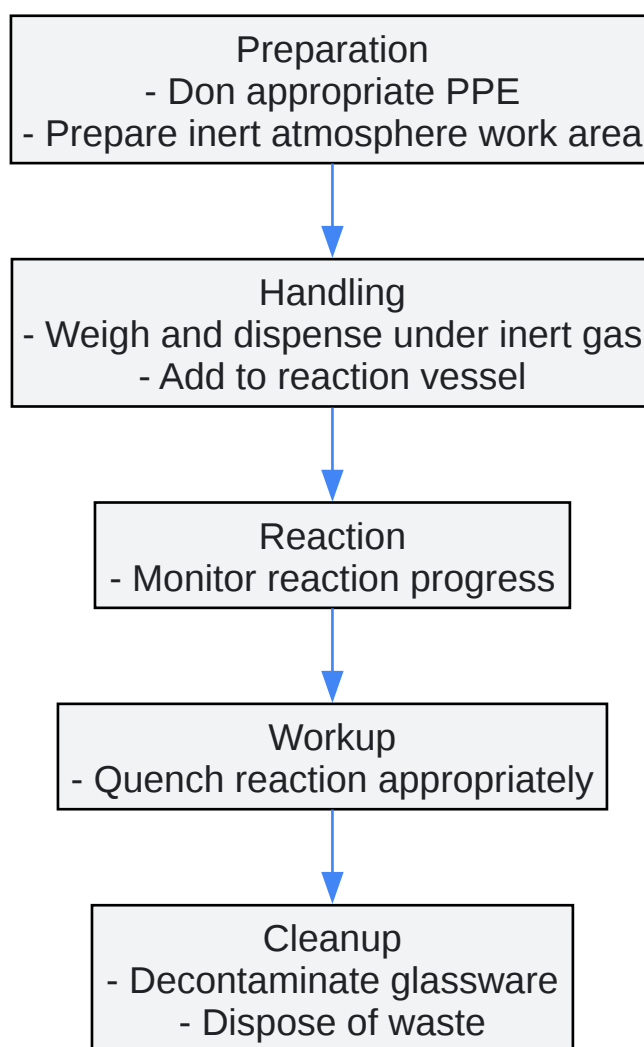 Preparation
- Don appropriate PPE
- Prepare inert atmosphere work area
Handling
- Weigh and dispense under inert gas
- Add to reaction vessel
Reaction
- Monitor reaction progress
Workup
- Quench reaction appropriately
Cleanup
- Decontaminate glassware
- Dispose of waste